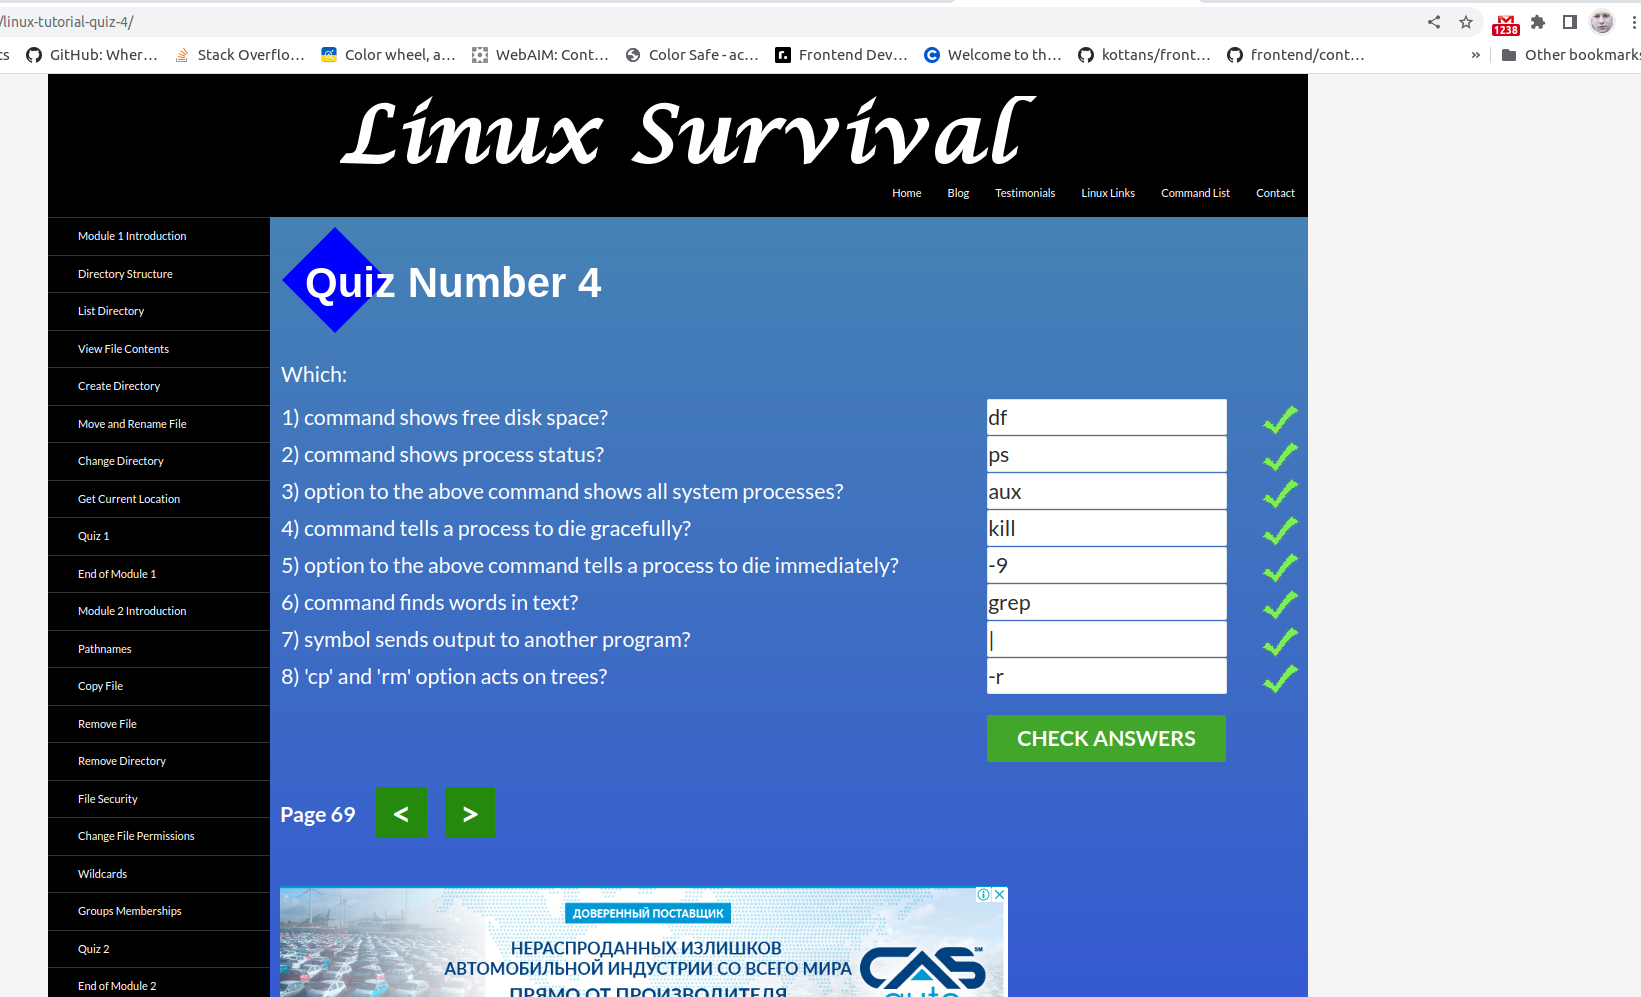 /linux-tutorial-quiz-4/
1238
cs GitHub: Wher… Stack Overflo… Color wheel, a… WebAIM: Cont… Color Safe - ac… Frontend Dev… Welcome to th… kottans/front… frontend/cont… » Other bookmarks
Linux Survival
Home Blog Testimonials Linux Links Command List Contact
Module 1 Introduction
Directory Structure
List Directory
View File Contents
Create Directory
Move and Rename File
Change Directory
Get Current Location
Quiz 1
End of Module 1
Module 2 Introduction
Pathnames
Copy File
Remove File
Remove Directory
File Security
Change File Permissions
Wildcards
Groups Memberships
Quiz 2
End of Module 2
Quiz Number 4
Which:
1) command shows free disk space? df
2) command shows process status? ps
3) option to the above command shows all system processes? aux
4) command tells a process to die gracefully? kill
5) option to the above command tells a process to die immediately? -9
6) command finds words in text? grep
7) symbol sends output to another program? |
8) 'cp' and 'rm' option acts on trees? -r
CHECK ANSWERS
Page 69 < >
ДОВЕРЕННЫЙ ПОСТАВЩИК
НЕРАСПРОДАННЫХ ИЗЛИШКОВ
АВТОМОБИЛЬНОЙ ИНДУСТРИИ СО ВСЕГО МИРА
ПРЯМО ОТ ПРОИЗВОДИТЕЛЯ
CAS SM
auto